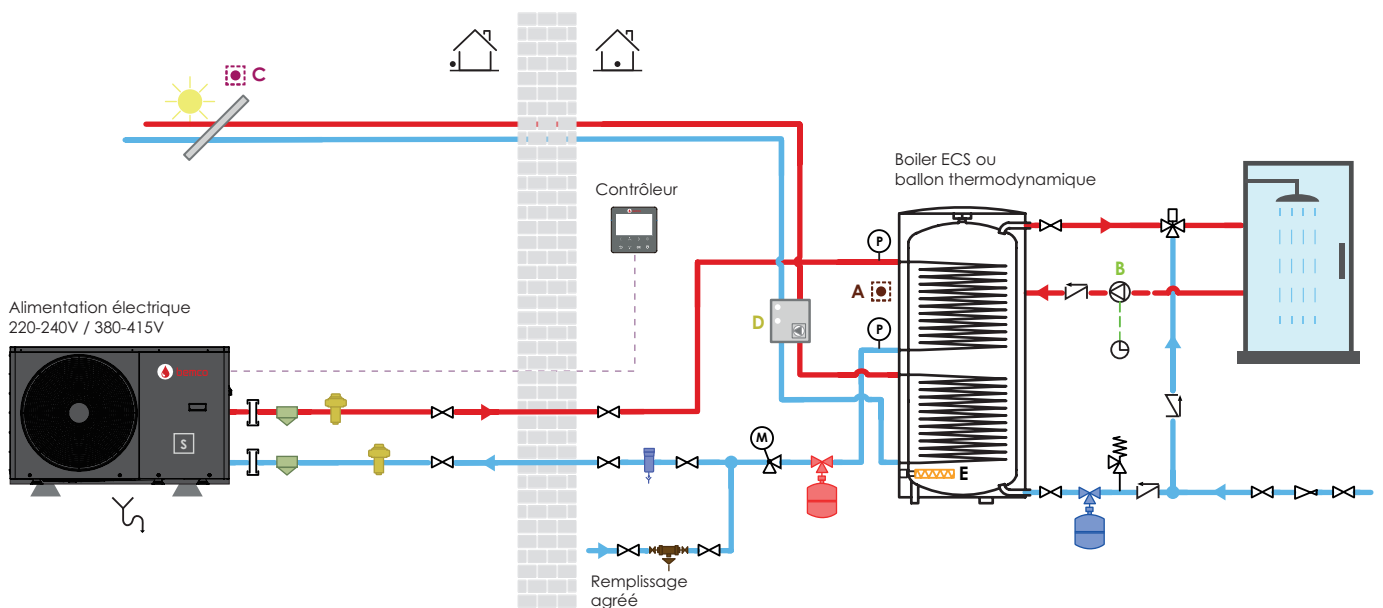 C
Boiler ECS ou
ballon thermodynamique
Contrôleur
P
B
A
Alimentation électrique
220-240V / 380-415V
D
P
S
M
E
Remplissage
agréé